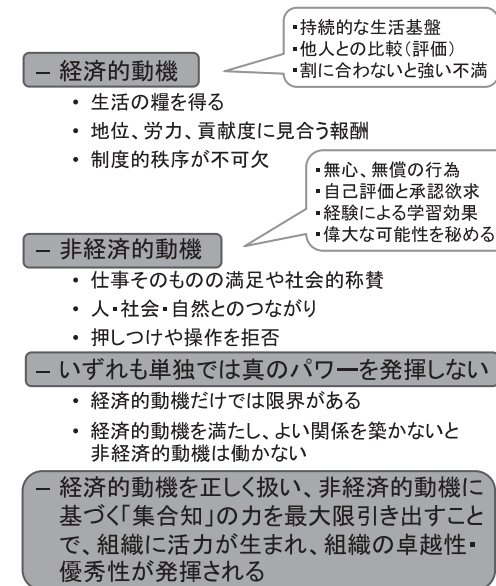 ･持続的な生活基盤
･他人との比較（評価）
･割に合わないと強い不満
– 経済的動機
• 生活の糧を得る
• 地位、労力、貢献度に見合う報酬
• 制度的秩序が不可欠
･無心、無償の行為
･自己評価と承認欲求
･経験による学習効果
･偉大な可能性を秘める
– 非経済的動機
• 仕事そのものの満足や社会的称賛
• 人･社会･自然とのつながり
• 押しつけや操作を拒否
– いずれも単独では真のパワーを発揮しない
• 経済的動機だけでは限界がある
• 経済的動機を満たし、よい関係を築かないと
非経済的動機は働かない
– 経済的動機を正しく扱い、非経済的動機に
基づく「集合知」の力を最大限引き出すこと
で、組織に活力が生まれ、組織の卓越性･
優秀性が発揮される